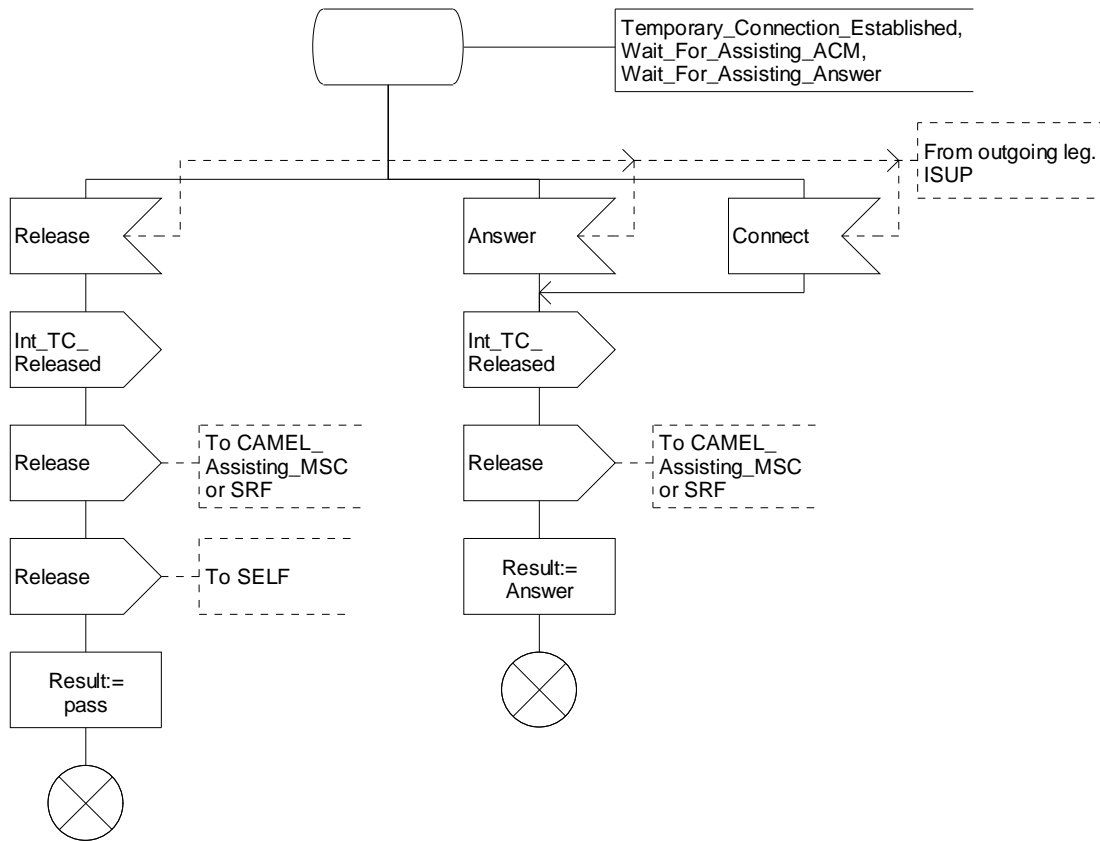 Temporary_Connection_Established,
Wait_For_Assisting_ACM,
Wait_For_Assisting_Answer
From outgoing leg.
ISUP
Release
Answer
Connect
Int_TC_
Released
Int_TC_
Released
Release
To CAMEL_
Assisting_MSC
or SRF
Release
To CAMEL_
Assisting_MSC
or SRF
Release
To SELF
Result:=
Answer
Result:=
pass